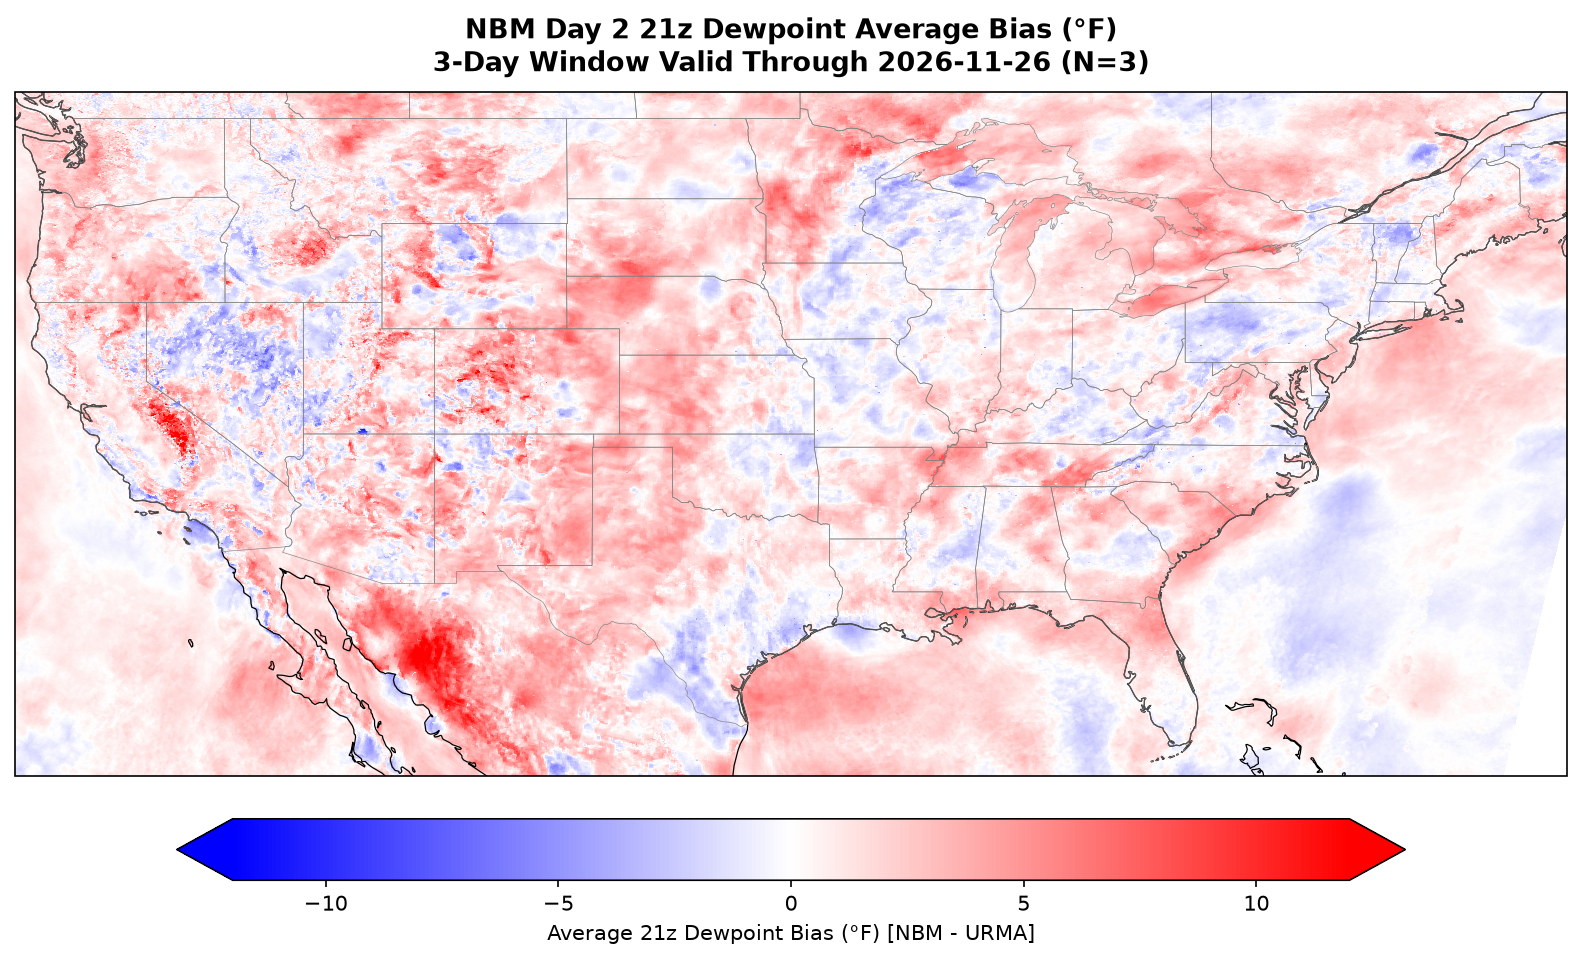 NBM Day 2 21z Dewpoint Average Bias (°F)
3-Day Window Valid Through 2026-11-26 (N=3)
−10 −5 0 5 10
Average 21z Dewpoint Bias (°F) [NBM - URMA]